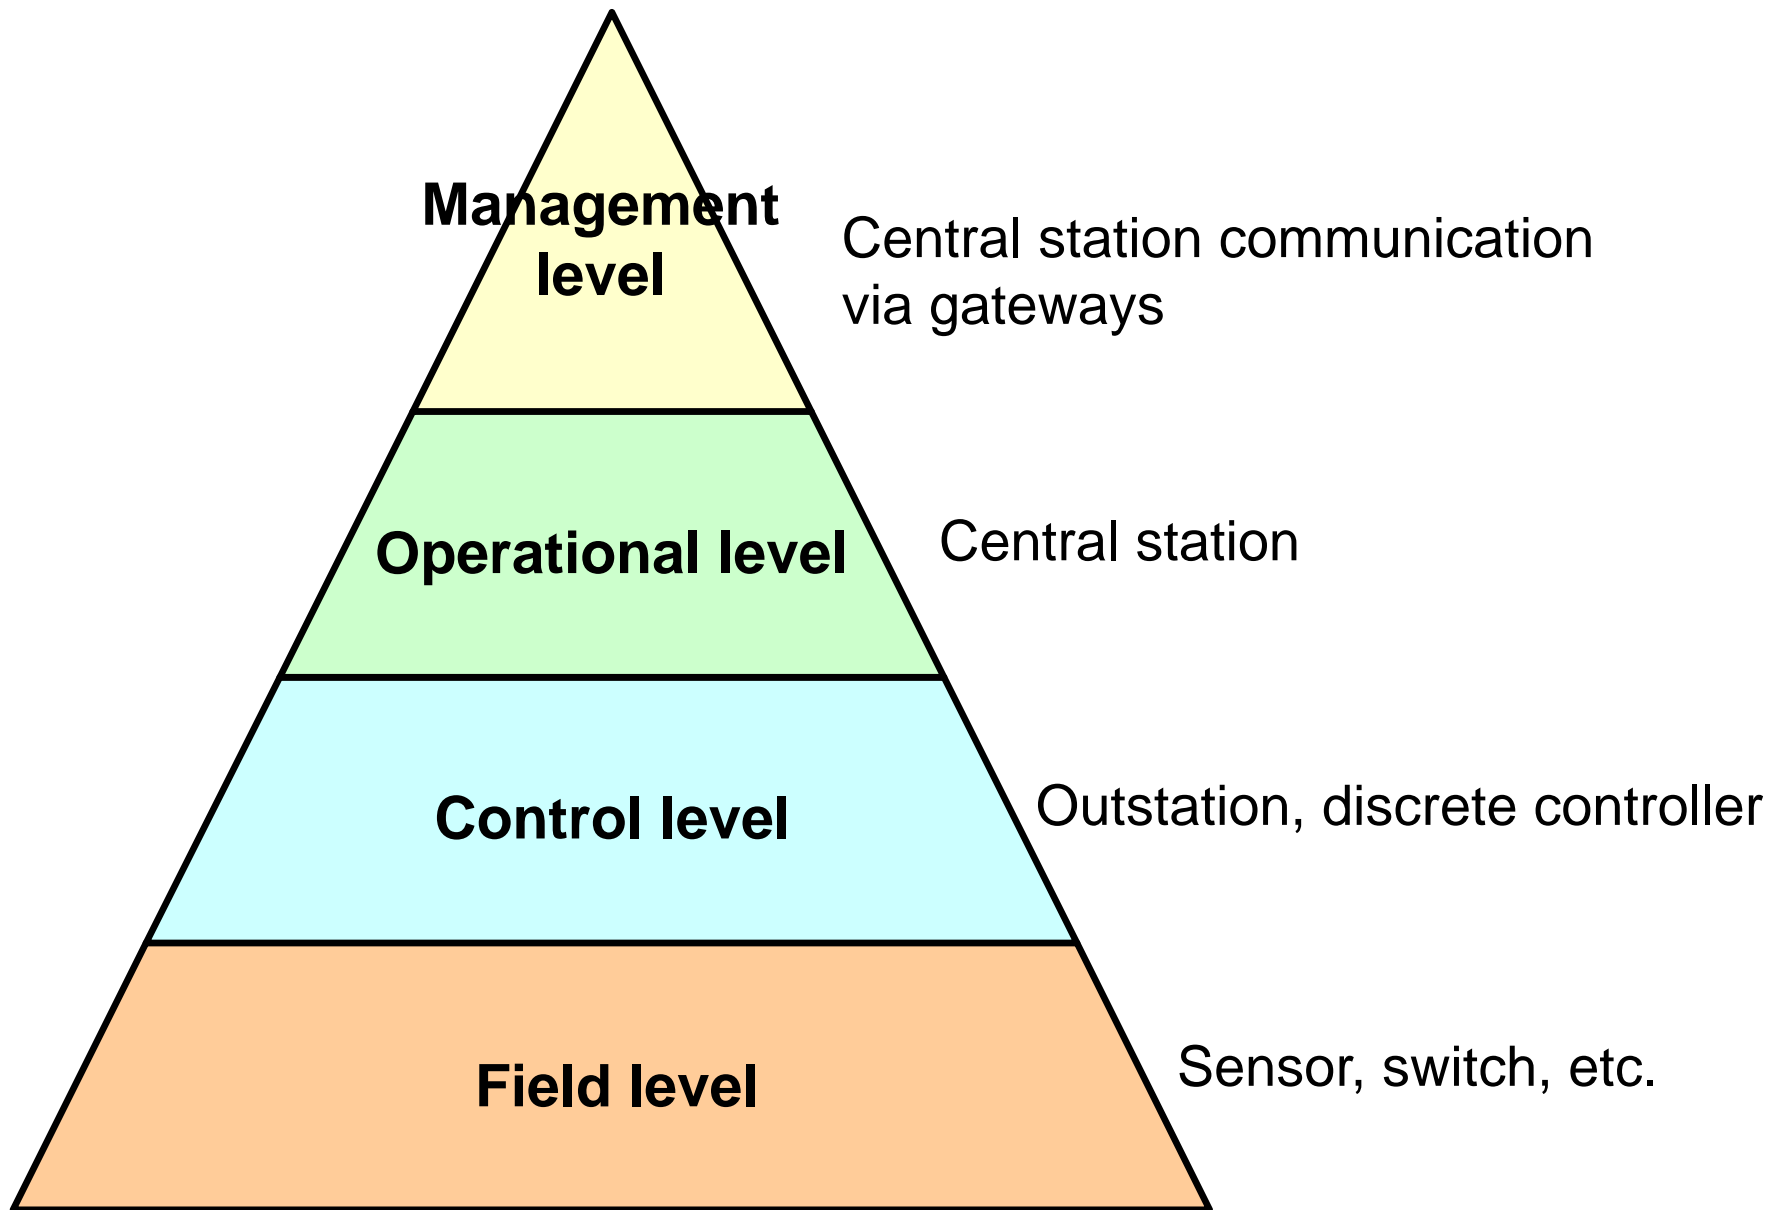 Management
level
Central station communication
via gateways
Operational level
Central station
Control level
Outstation, discrete controller
Field level
Sensor, switch, etc.